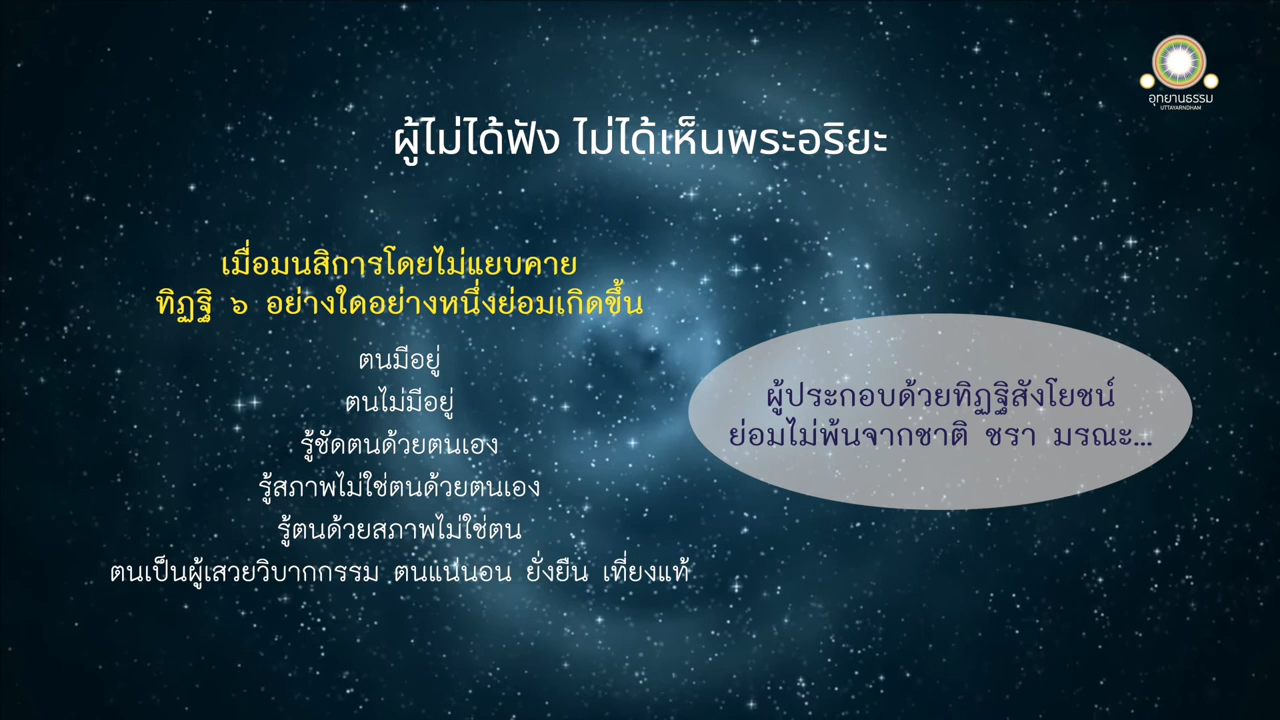 อุทยานธรรม
UTTAYARNDHAM
ผู้ไม่ได้ฟัง ไม่ได้เห็นพระอริยะ
เมื่อมนสิการโดยไม่แยบคาย
ทิฏฐิ ๖ อย่างใดอย่างหนึ่งย่อมเกิดขึ้น
ตนมีอยู่
ตนไม่มีอยู่
รู้ชัดตนด้วยตนเอง
รู้สภาพไม่ใช่ตนด้วยตนเอง
รู้ตนด้วยสภาพไม่ใช่ตน
ตนเป็นผู้เสวยวิบากกรรม ตนแน่นอน ยั่งยืน เที่ยงแท้
ผู้ประกอบด้วยทิฏฐิสังโยชน์
ย่อมไม่พ้นจากชาติ ชรา มรณะ...